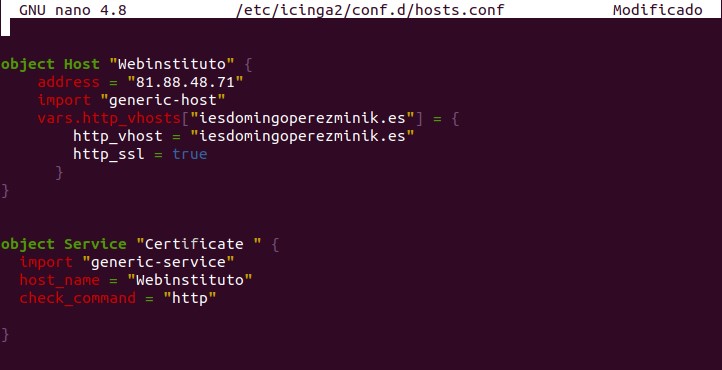 GNU nano 4.8 /etc/icinga2/conf.d/hosts.conf Modificado
object Host "Webinstituto" {
    address = "81.88.48.71"
    import "generic-host"
    vars.http_vhosts["iesdomingoperezminik.es"] = {
        http_vhost = "iesdomingoperezminik.es"
        http_ssl = true
      }
}
object Service "Certificate " {
  import "generic-service"
  host_name = "Webinstituto"
  check_command = "http"
}